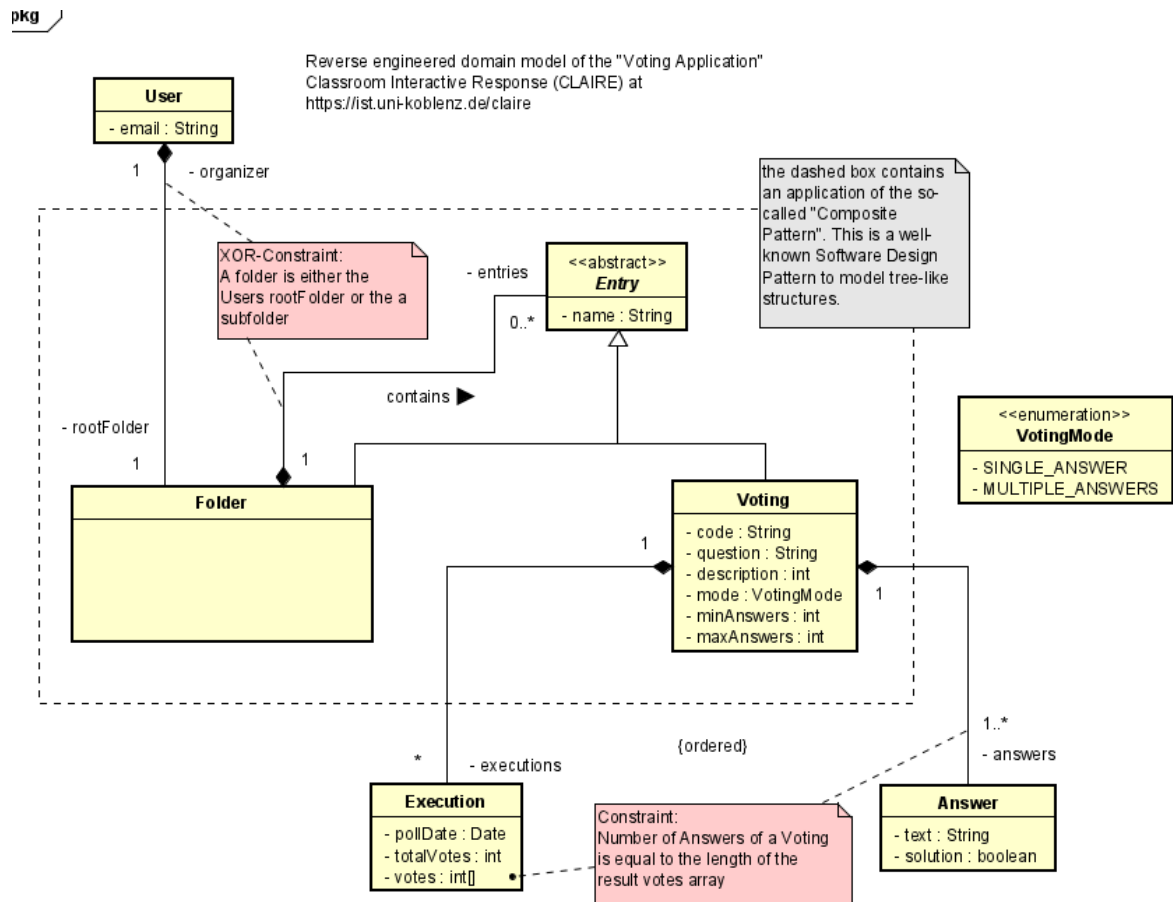 pkg
Reverse engineered domain model of the "Voting Application"
Classroom Interactive Response (CLAIRE) at
https://ist.uni-koblenz.de/claire
User
- email : String
1
- organizer
the dashed box contains
an application of the so-
called "Composite
Pattern". This is a well-
known Software Design
Pattern to model tree-like
structures.
XOR-Constraint:
A folder is either the
Users rootFolder or the a
subfolder
- entries
0..*
<<abstract>>
Entry
- name : String
contains
- rootFolder
1
1
<<enumeration>>
VotingMode
- SINGLE_ANSWER
- MULTIPLE_ANSWERS
Folder
Voting
- code : String
- question : String
- description : int
- mode : VotingMode
- minAnswers : int
- maxAnswers : int
1
1
*
- executions
{ordered}
1..*
- answers
Execution
- pollDate : Date
- totalVotes : int
- votes : int[]
Constraint:
Number of Answers of a Voting
is equal to the length of the
result votes array
Answer
- text : String
- solution : boolean